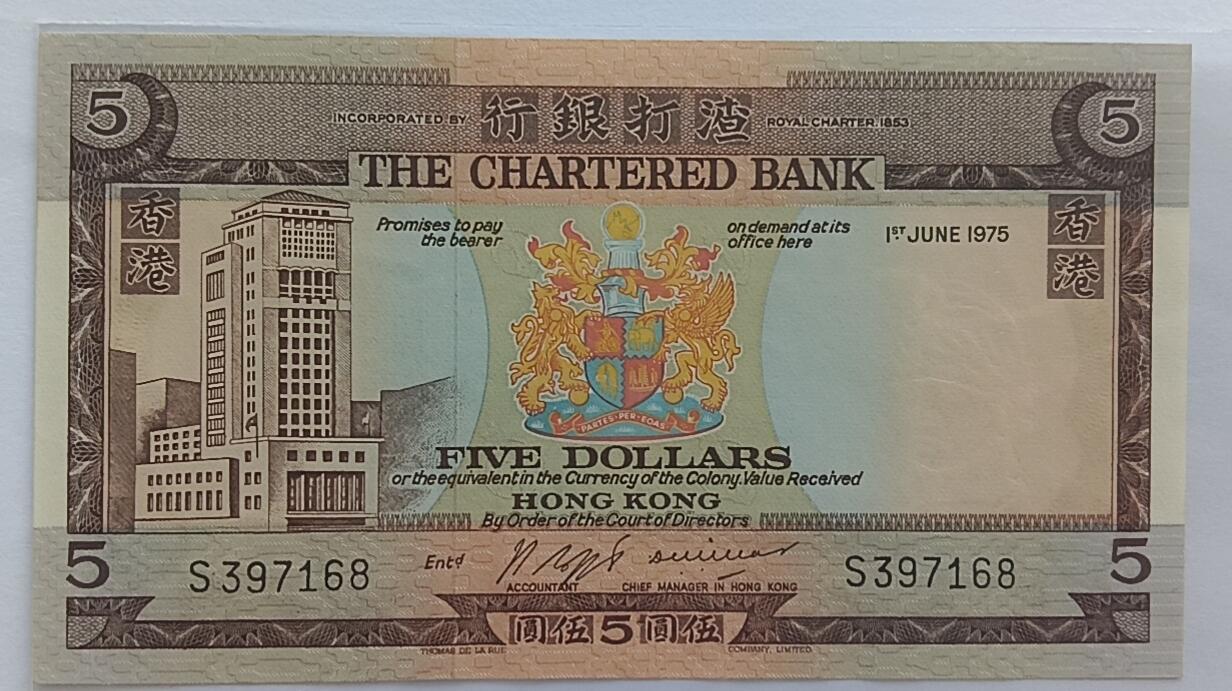 5
5
INCORPORATED BY 行銀打渣 ROYAL CHARTER.1853
THE CHARTERED BANK
香港
香港
Promises to pay the bearer
on demand at its office here
1ST JUNE 1975
PARTES·PER·EOAS
FIVE DOLLARS
or the equivalent in the Currency of the Colony. Value Received
HONG KONG
By Order of the Court of Directors
5
5
S397168
Entd
S397168
ACCOUNTANT
CHIEF MANAGER IN HONG KONG
圓伍5圓伍
THOMAS DE LA RUE
COMPANY, LIMITED.